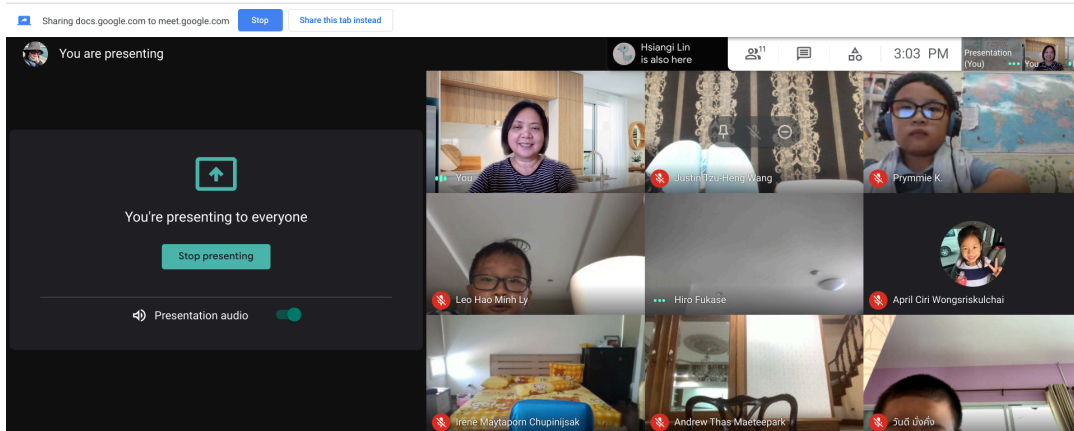 Sharing docs.google.com to meet.google.com Stop Share this tab instead
You are presenting
Hsiangi Lin
is also here
11
3:03 PM
Presentation
(You)
You
You're presenting to everyone
Stop presenting
Presentation audio
You
Justin Tzu-Heng Wang
Prymmie K.
Leo Hao Minh Ly
Hiro Fukase
April Ciri Wongsriskulchai
Irene Maytaporn Chupinijsak
Andrew Thas Maeteepark
วันดี มั่งคั่ง